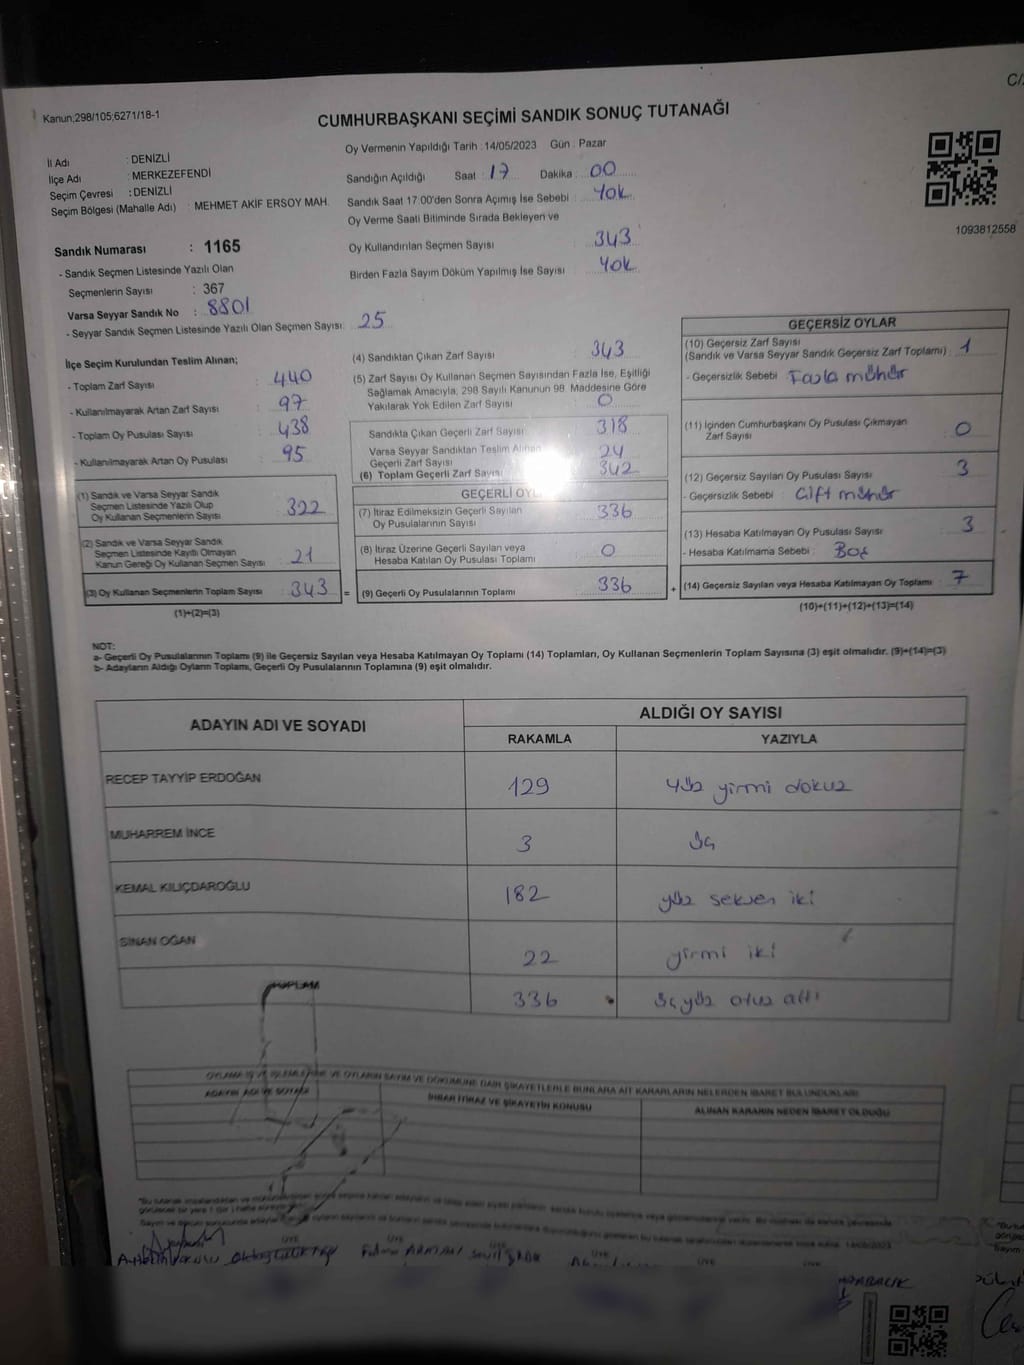 C/
Kanun;298/105;6271/18-1
CUMHURBAŞKANI SEÇİMİ SANDIK SONUÇ TUTANAĞI
İl Adı : DENİZLİ
İlçe Adı : MERKEZEFENDİ
Seçim Çevresi : DENİZLİ
Seçim Bölgesi (Mahalle Adı) : MEHMET AKİF ERSOY MAH.
Oy Vermenin Yapıldığı Tarih : 14/05/2023 Gün : Pazar
Sandığın Açıldığı Saat : 17 Dakika : 00
Sandık Saat 17:00'den Sonra Açımış İse Sebebi : Yok
Oy Verme Saati Bitiminde Sırada Bekleyen ve
Oy Kullandırılan Seçmen Sayısı : 343
Birden Fazla Sayım Döküm Yapılmış İse Sayısı : Yok
1093812558
Sandık Numarası : 1165
- Sandık Seçmen Listesinde Yazılı Olan
Seçmenlerin Sayısı : 367
Varsa Seyyar Sandık No : 8801
- Seyyar Sandık Seçmen Listesinde Yazılı Olan Seçmen Sayısı: 25
İlçe Seçim Kurulundan Teslim Alınan;
- Toplam Zarf Sayısı : 440
- Kullanılmayarak Artan Zarf Sayısı : 97
- Toplam Oy Pusulası Sayısı : 438
- Kullanılmayarak Artan Oy Pusulası : 95
(1) Sandık ve Varsa Seyyar Sandık
Seçmen Listesinde Yazılı Olup
Oy Kullanan Seçmenlerin Sayısı : 322
(2) Sandık ve Varsa Seyyar Sandık
Seçmen Listesinde Kayıtlı Olmayan
Kanun Gereği Oy Kullanan Seçmen Sayısı : 21
(3) Oy Kullanan Seçmenlerin Toplam Sayısı : 343 =
(1)+(2)=(3)
(4) Sandıktan Çıkan Zarf Sayısı : 343
(5) Zarf Sayısı Oy Kullanan Seçmen Sayısından Fazla İse, Eşitliği
Sağlamak Amacıyla, 298 Sayılı Kanunun 98. Maddesine Göre
Yakılarak Yok Edilen Zarf Sayısı : 0
Sandıkta Çıkan Geçerli Zarf Sayısı : 318
Varsa Seyyar Sandıktan Teslim Alınan
Geçerli Zarf Sayısı : 24
(6) Toplam Geçerli Zarf Sayısı 342
GEÇERLİ OYL
(7) İtiraz Edilmeksizin Geçerli Sayılan
Oy Pusulalarının Sayısı : 336
(8) İtiraz Üzerine Geçerli Sayılan veya
Hesaba Katılan Oy Pusulası Toplamı : 0
(9) Geçerli Oy Pusulalarının Toplamı : 336 +
GEÇERSİZ OYLAR
(10) Geçersiz Zarf Sayısı
(Sandık ve Varsa Seyyar Sandık Geçersiz Zarf Toplamı) : 1
- Geçersizlik Sebebi : Fazla mühür
(11) İçinden Cumhurbaşkanı Oy Pusulası Çıkmayan
Zarf Sayısı : 0
(12) Geçersiz Sayılan Oy Pusulası Sayısı : 3
- Geçersizlik Sebebi : Çift mühür
(13) Hesaba Katılmayan Oy Pusulası Sayısı : 3
- Hesaba Katılmama Sebebi : Boş
(14) Geçersiz Sayılan veya Hesaba Katılmayan Oy Toplamı : 7
(10)+(11)+(12)+(13)=(14)
NOT:
a- Geçerli Oy Pusulalarının Toplamı (9) ile Geçersiz Sayılan veya Hesaba Katılmayan Oy Toplamı (14) Toplamları, Oy Kullanan Seçmenlerin Toplam Sayısına (3) eşit olmalıdır. (9)+(14)=(3)
b- Adayların Aldığı Oyların Toplamı, Geçerli Oy Pusulalarının Toplamına (9) eşit olmalıdır.
ADAYIN ADI VE SOYADI
ALDIĞI OY SAYISI
RAKAMLA YAZIYLA
RECEP TAYYİP ERDOĞAN 129 yüz yirmi dokuz
MUHARREM İNCE 3 üç
KEMAL KILIÇDAROĞLU 182 yüz seksen iki
SİNAN OĞAN 22 yirmi iki
TOPLAM 336 üçyüz otuz altı
OYLAMA İŞ VE İŞLEMLERİNE VE OYLARIN SAYIM VE DÖKÜMÜNE DAİR ŞİKAYETLERLE BUNLARA AİT KARARLARIN NELERDEN İBARET BULUNDUKLARI
ADAYIN ADI VE SOYADI İHBAR İTİRAZ VE ŞİKAYETİN KONUSU ALINAN KARARIN NEDEN İBARET OLDUĞU
ÜYE ÜYE ÜYE ÜYE